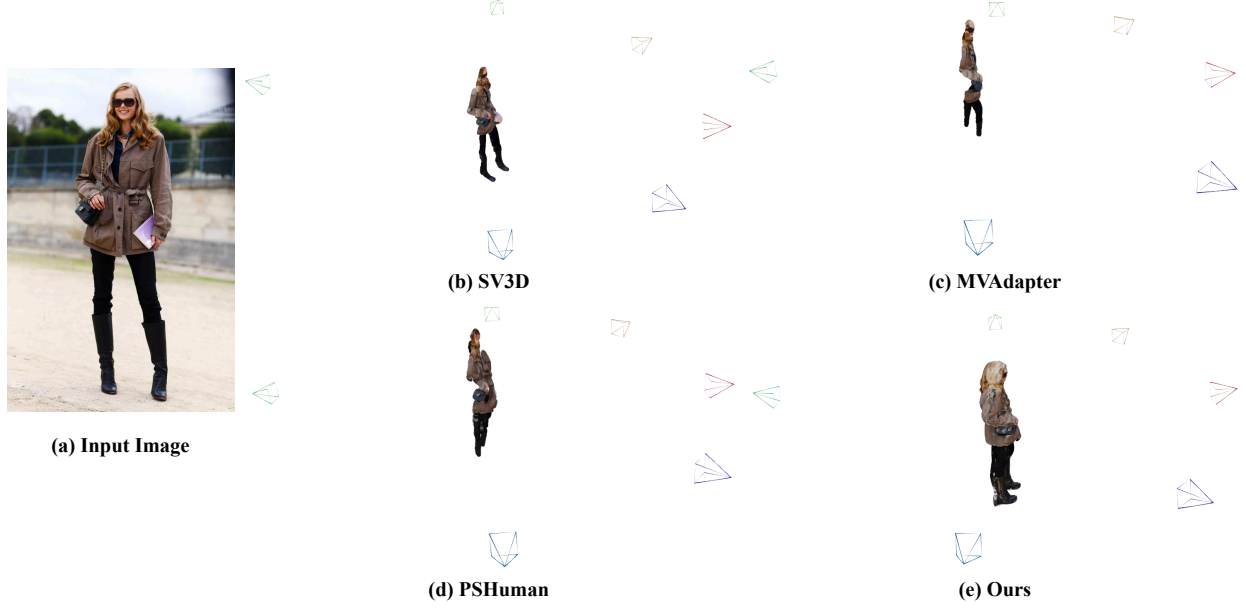 (b) SV3D
(c) MVAdapter
(a) Input Image
(d) PSHuman
(e) Ours